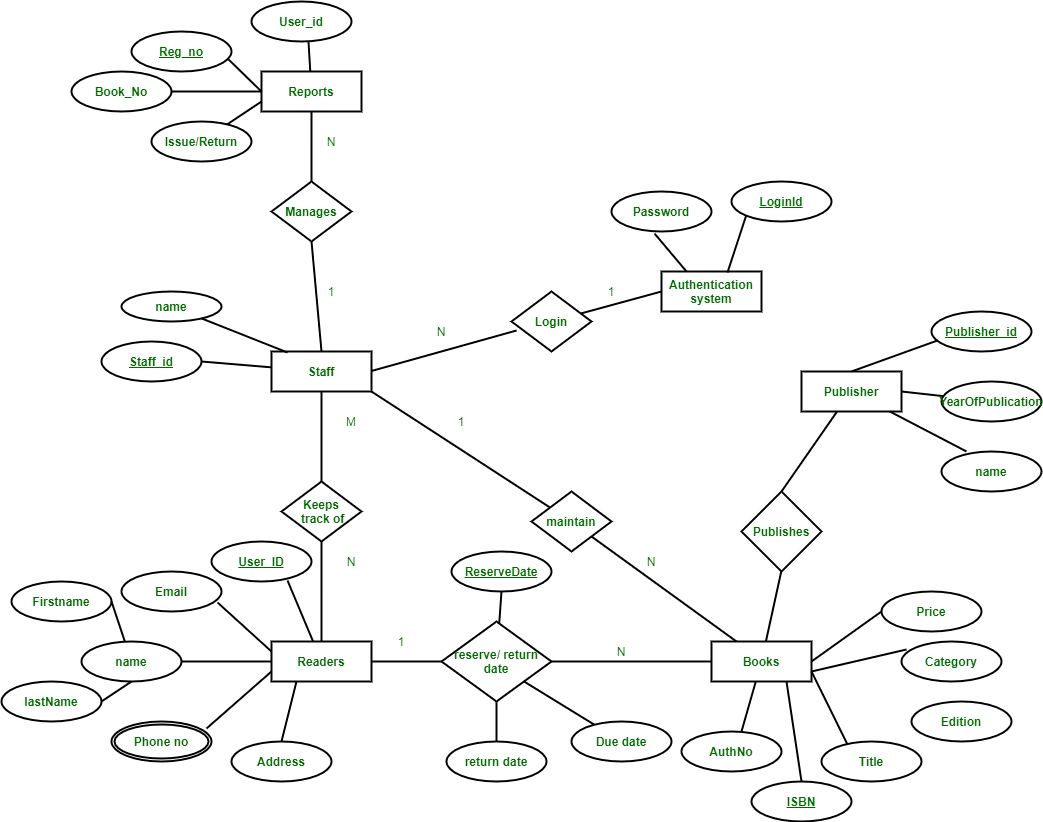 User_id
Reg_no
Book_No
Reports
Issue/Return
N
Manages
Password
LoginId
Authentication
system
1
name
1
Login
N
Staff_id
Staff
Publisher_id
Publisher
YearOfPublication
name
M
1
Keeps
track of
maintain
Publishes
User_ID
N
N
ReserveDate
Firstname
Email
Price
name
Readers
1
reserve/ return
date
N
Books
Category
lastName
Edition
Phone no
Address
return date
Due date
AuthNo
Title
ISBN